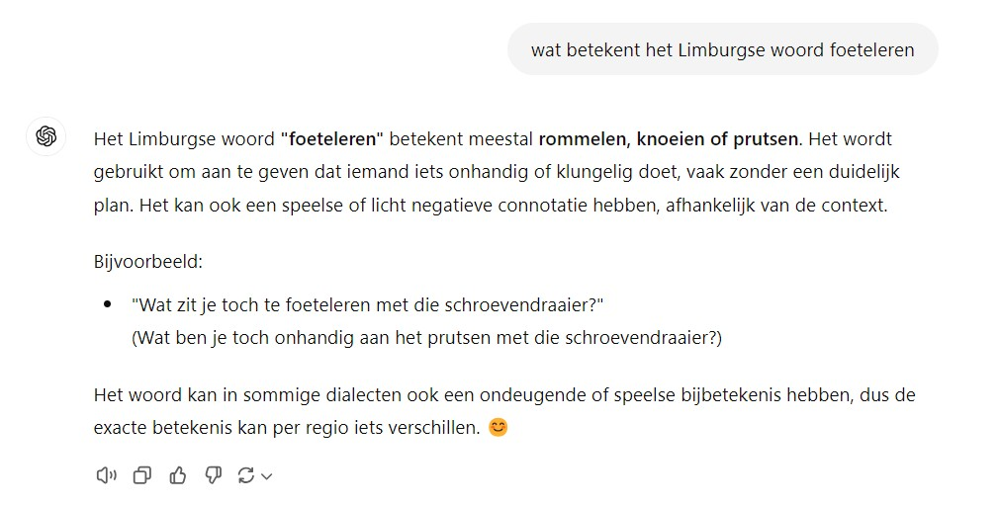 wat betekent het Limburgse woord foeteleren
Het Limburgse woord "foeteleren" betekent meestal rommelen, knoeien of prutsen. Het wordt
gebruikt om aan te geven dat iemand iets onhandig of klungelig doet, vaak zonder een duidelijk
plan. Het kan ook een speelse of licht negatieve connotatie hebben, afhankelijk van de context.
Bijvoorbeeld:
• "Wat zit je toch te foeteleren met die schroevendraaier?"
(Wat ben je toch onhandig aan het prutsen met die schroevendraaier?)
Het woord kan in sommige dialecten ook een ondeugende of speelse bijbetekenis hebben, dus de
exacte betekenis kan per regio iets verschillen. 😊